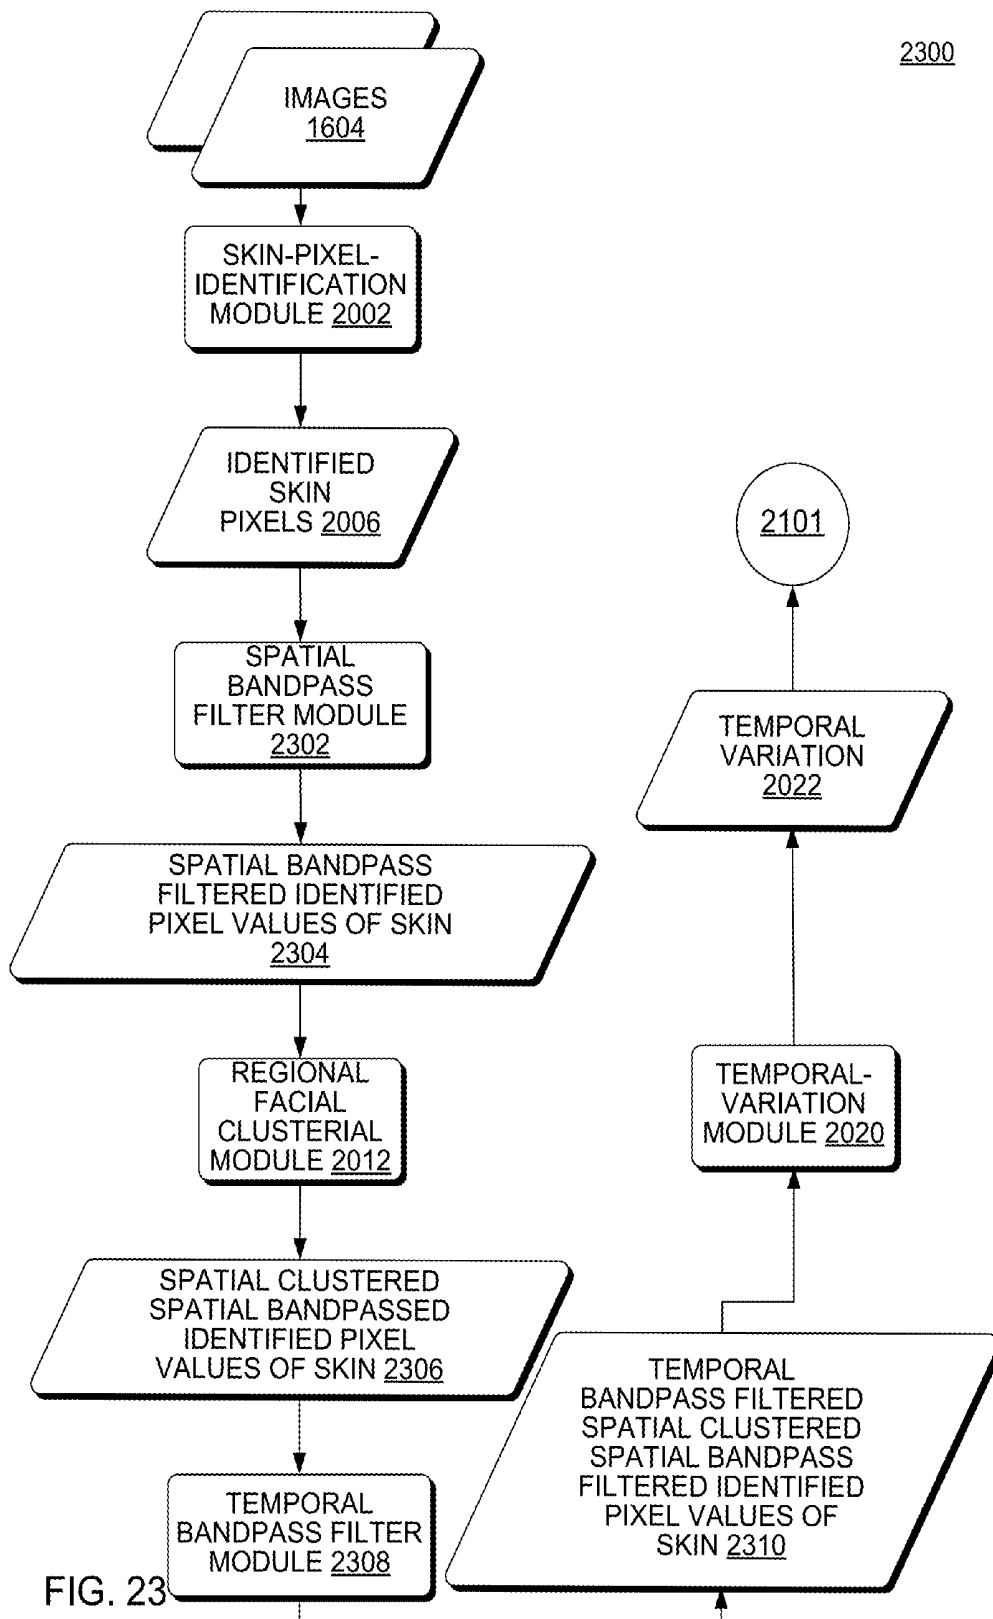 2300
IMAGES
1604
SKIN-PIXEL-
IDENTIFICATION
MODULE 2002
IDENTIFIED
SKIN
PIXELS 2006
SPATIAL
BANDPASS
FILTER MODULE
2302
SPATIAL BANDPASS
FILTERED IDENTIFIED
PIXEL VALUES OF SKIN
2304
REGIONAL
FACIAL
CLUSTERIAL
MODULE 2012
SPATIAL CLUSTERED
SPATIAL BANDPASSED
IDENTIFIED PIXEL
VALUES OF SKIN 2306
TEMPORAL
BANDPASS FILTER
MODULE 2308
TEMPORAL
BANDPASS FILTERED
SPATIAL CLUSTERED
SPATIAL BANDPASS
FILTERED IDENTIFIED
PIXEL VALUES OF
SKIN 2310
TEMPORAL-
VARIATION
MODULE 2020
TEMPORAL
VARIATION
2022
2101
FIG. 23